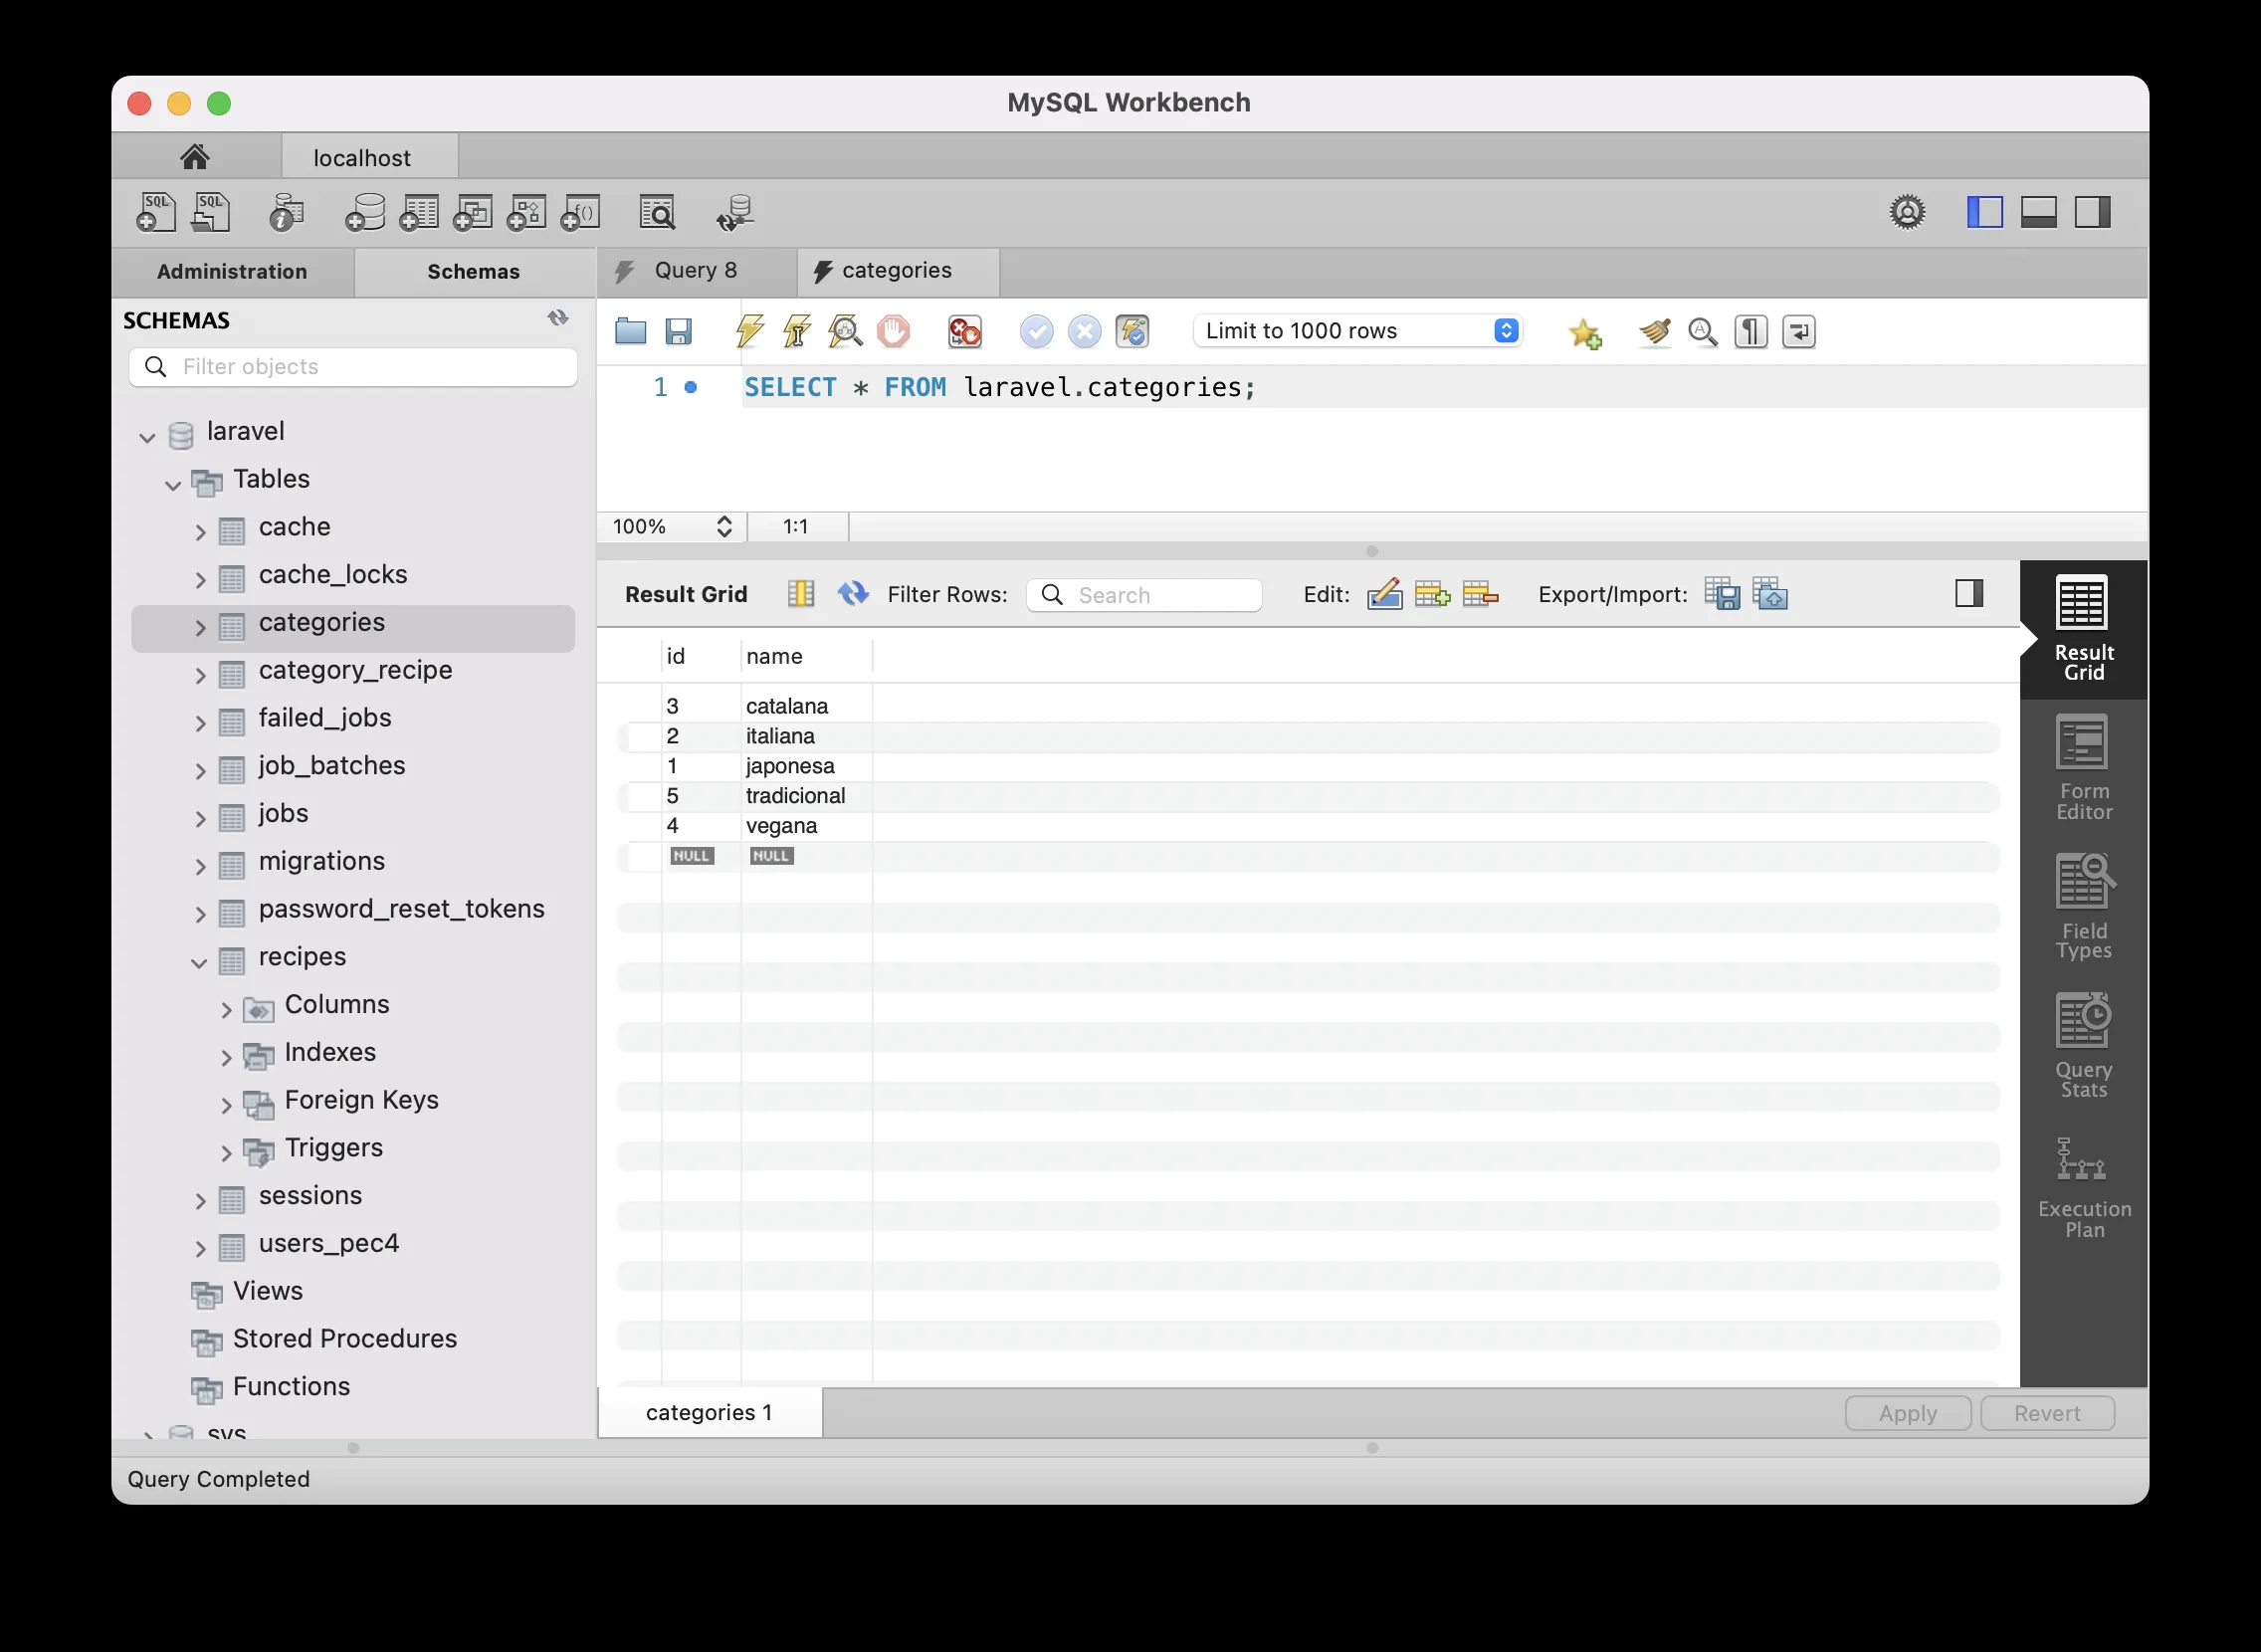 MySQL Workbench
localhost
SQL SQL
Administration Schemas Query 8 categories
SCHEMAS
Filter objects
laravel
Tables
cache
cache_locks
categories
category_recipe
failed_jobs
job_batches
jobs
migrations
password_reset_tokens
recipes
Columns
Indexes
Foreign Keys
Triggers
sessions
users_pec4
Views
Stored Procedures
Functions
sys
Limit to 1000 rows
1 SELECT * FROM laravel.categories;
100% 1:1
Result Grid Filter Rows: Search Edit: Export/Import:
id name
3 catalana
2 italiana
1 japonesa
5 tradicional
4 vegana
NULL NULL
Result
Grid
Form
Editor
Field
Types
Query
Stats
Execution
Plan
categories 1 Apply Revert
Query Completed